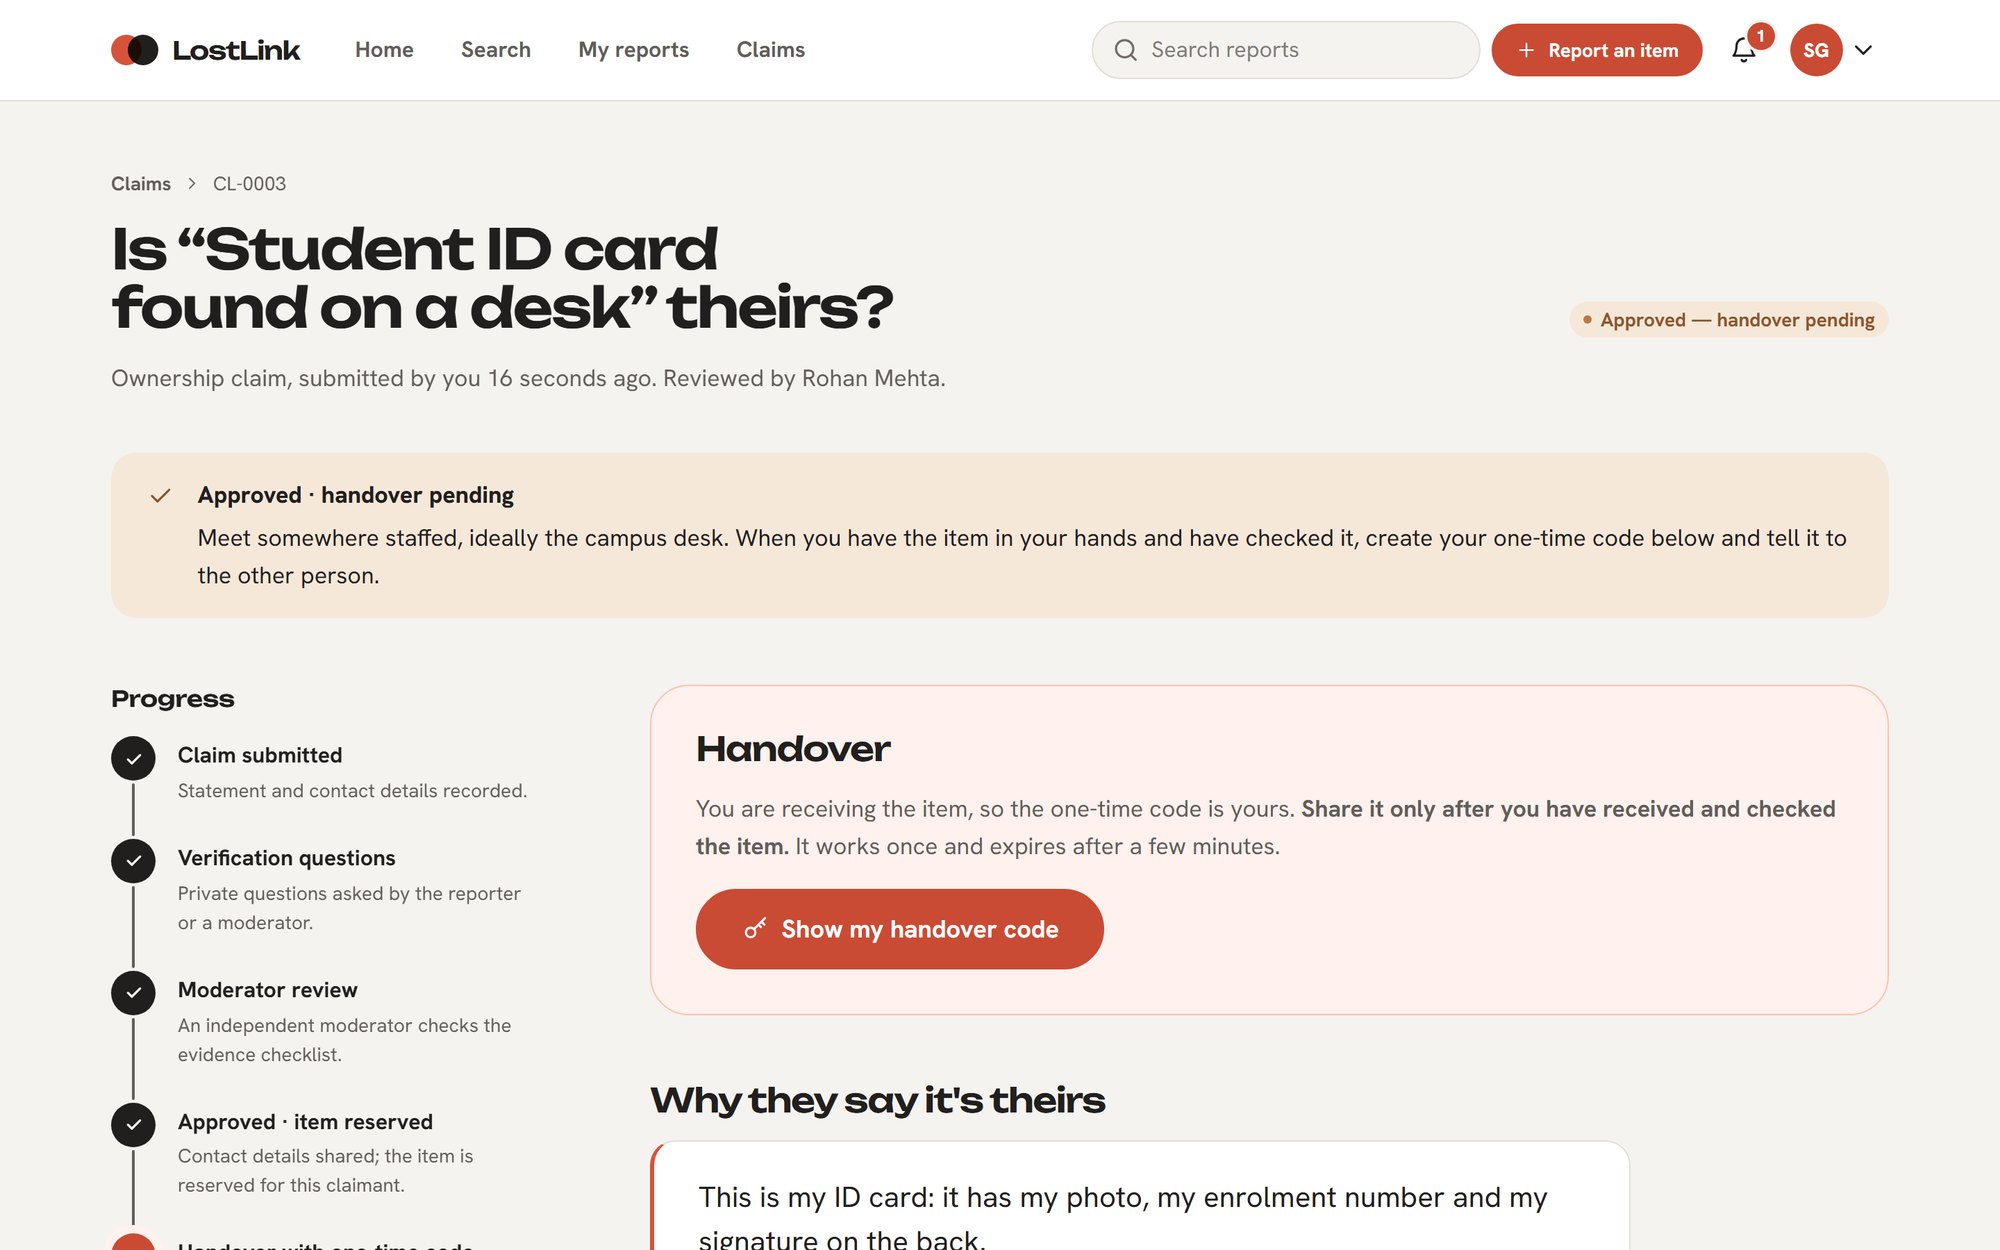 LostLink
Home
Search
My reports
Claims
Search reports
Report an item
1
SG
Claims
CL-0003
Is “Student ID card
found on a desk” theirs?
Approved — handover pending
Ownership claim, submitted by you 16 seconds ago. Reviewed by Rohan Mehta.
Approved · handover pending
Meet somewhere staffed, ideally the campus desk. When you have the item in your hands and have checked it, create your one-time code below and tell it to
the other person.
Progress
Claim submitted
Statement and contact details recorded.
Verification questions
Private questions asked by the reporter
or a moderator.
Moderator review
An independent moderator checks the
evidence checklist.
Approved · item reserved
Contact details shared; the item is
reserved for this claimant.
Handover with one-time code
Handover
You are receiving the item, so the one-time code is yours. Share it only after you have received and checked
the item. It works once and expires after a few minutes.
Show my handover code
Why they say it's theirs
This is my ID card: it has my photo, my enrolment number and my
signature on the back.